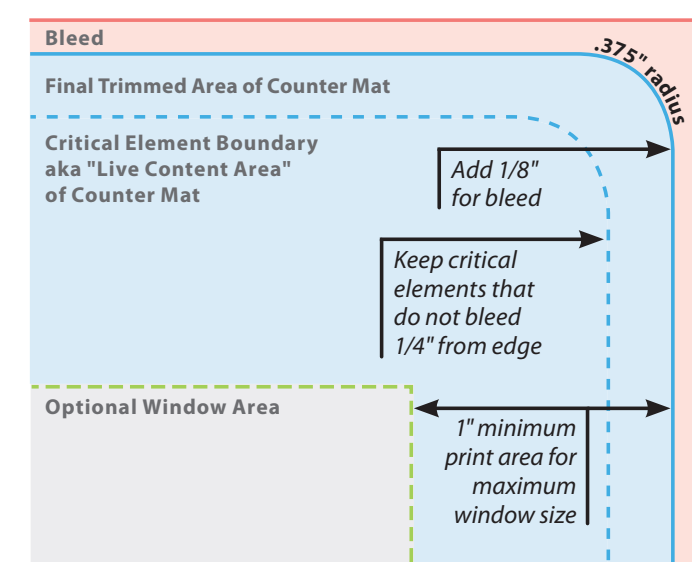 Bleed
.375" radius
Final Trimmed Area of Counter Mat
Critical Element Boundary
aka "Live Content Area"
of Counter Mat
Add 1/8"
for bleed
Keep critical
elements that
do not bleed
1/4" from edge
Optional Window Area
1" minimum
print area for
maximum
window size